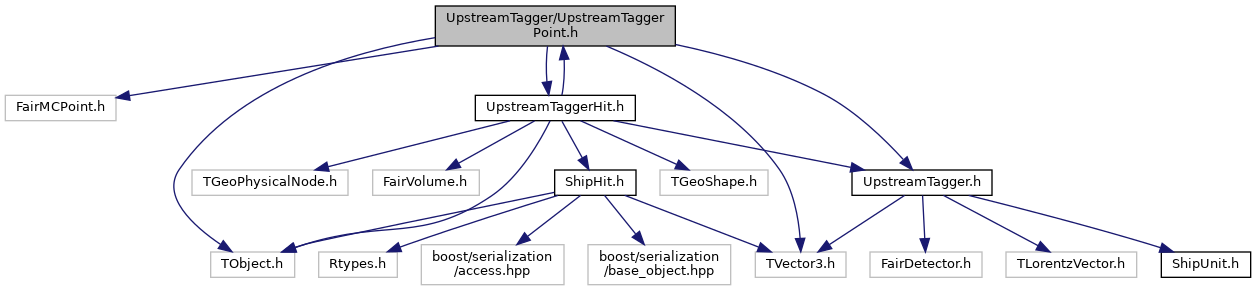 UpstreamTagger/UpstreamTagger
Point.h
FairMCPoint.h
UpstreamTaggerHit.h
TGeoPhysicalNode.h
FairVolume.h
ShipHit.h
TGeoShape.h
UpstreamTagger.h
TObject.h
Rtypes.h
boost/serialization
/access.hpp
boost/serialization
/base_object.hpp
TVector3.h
FairDetector.h
TLorentzVector.h
ShipUnit.h